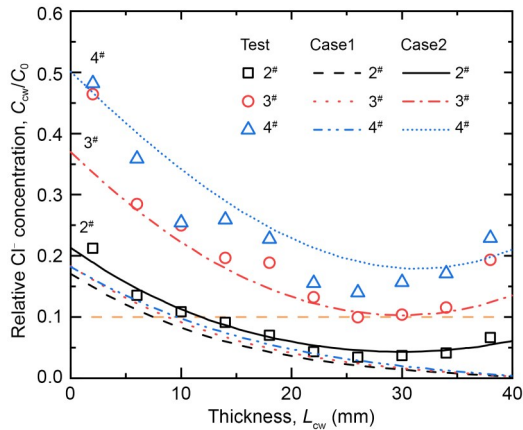 Relative Cl⁻ concentration, C_cw/C_0
0.6
0.5
0.4
0.3
0.2
0.1
0.0
4#
3#
2#
Test Case1 Case2
2# 2# 2#
3# 3# 3#
4# 4# 4#
0 10 20 30 40
Thickness, L_cw (mm)